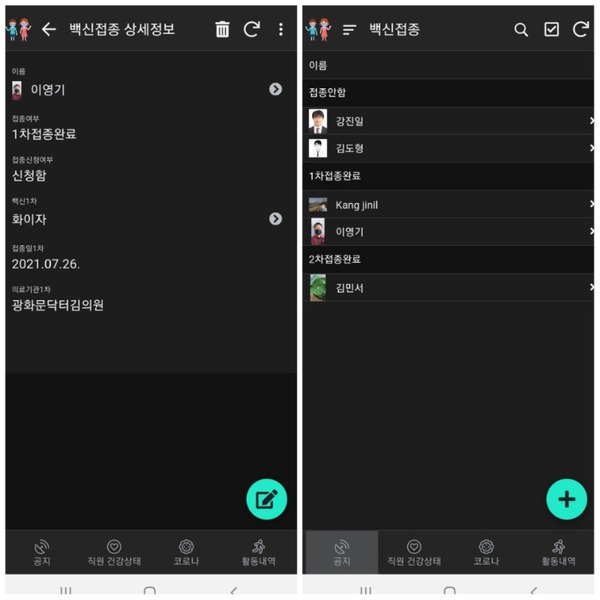 백신접종 상세정보
이름
이영기
접종여부
1차접종완료
접종신청여부
신청함
백신1차
화이자
접종일1차
2021.07.26.
의료기관1차
광화문닥터김의원
공지
직원 건강상태
코로나
활동내역
백신접종
이름
접종안함
강진일
김도형
1차접종완료
Kang jinil
이영기
2차접종완료
김민서
공지
직원 건강상태
코로나
활동내역